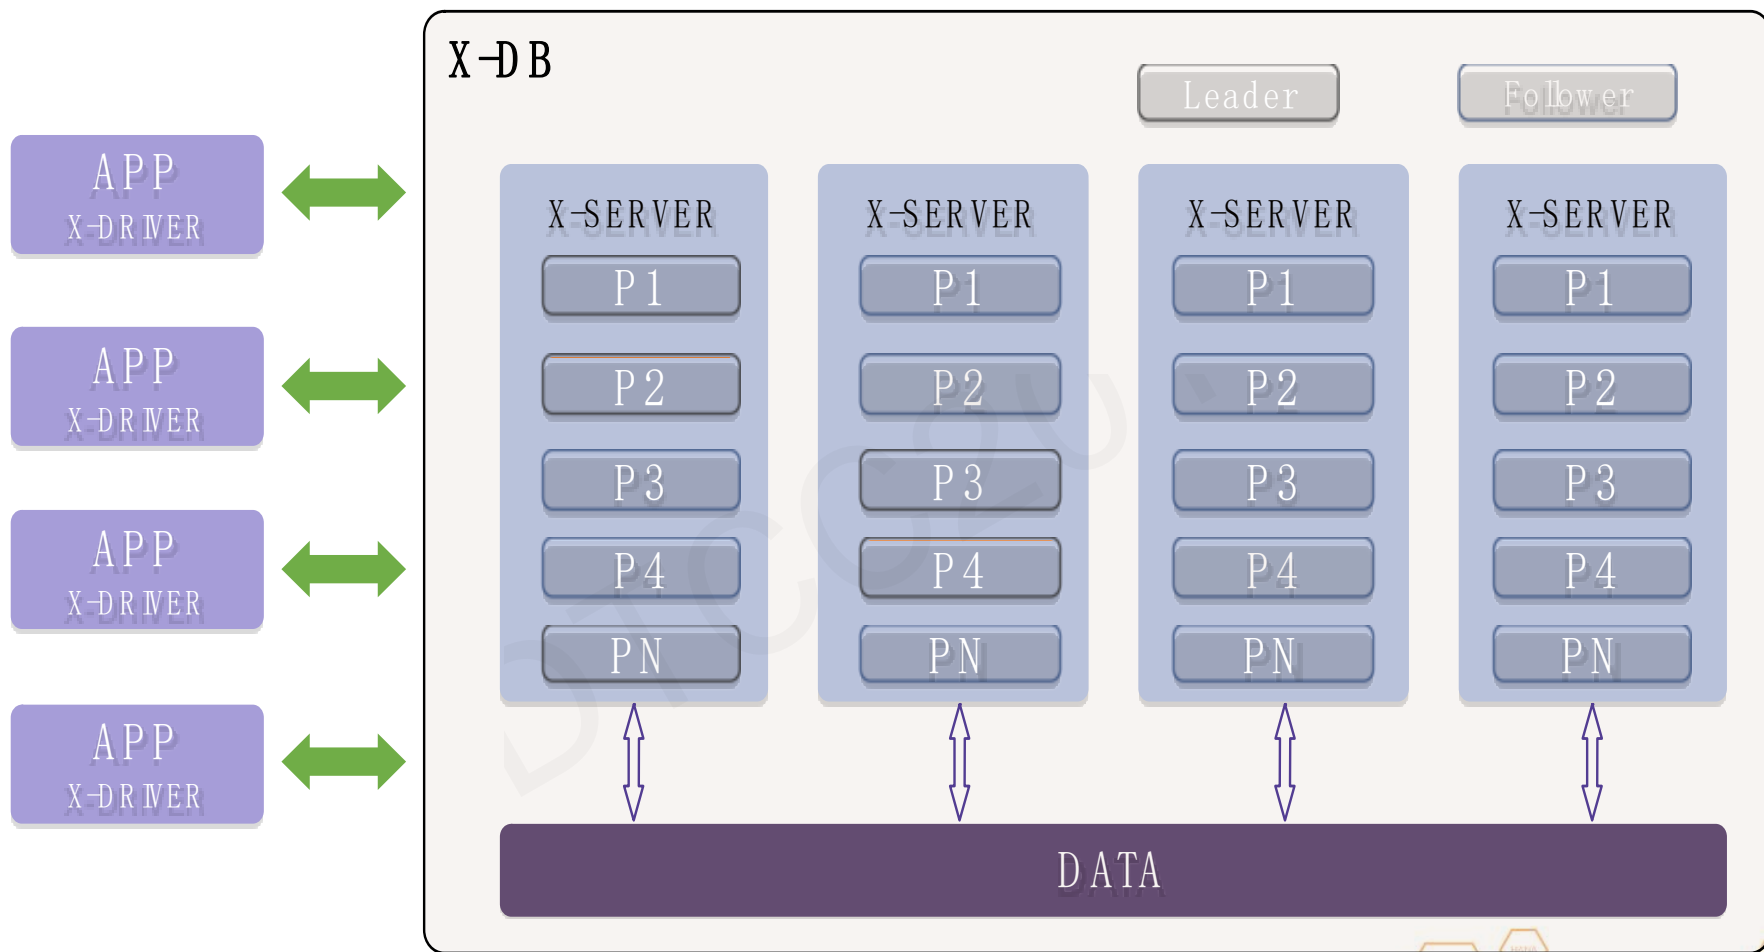 X-DB
Leader
Follower
APP
X-DRIVER
APP
X-DRIVER
APP
X-DRIVER
APP
X-DRIVER
X-SERVER
P1
P2
P3
P4
PN
X-SERVER
P1
P2
P3
P4
PN
X-SERVER
P1
P2
P3
P4
PN
X-SERVER
P1
P2
P3
P4
PN
DATA